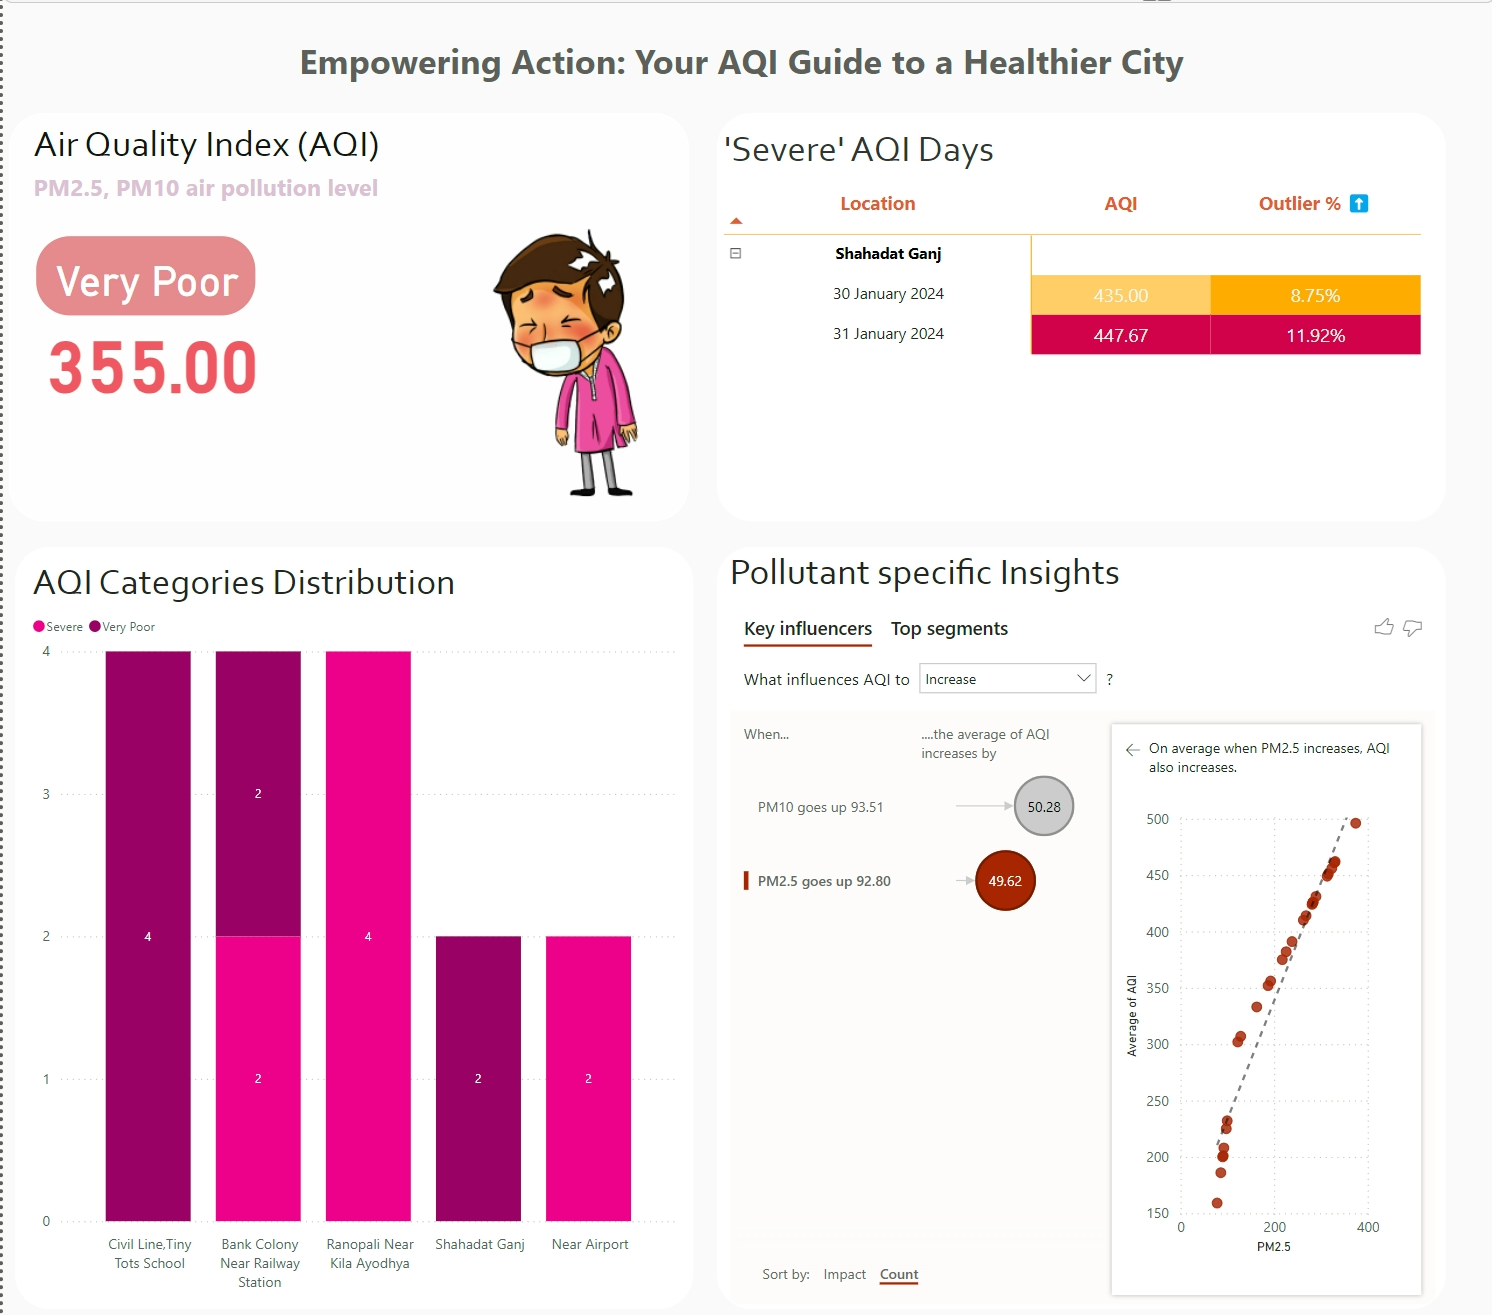 Empowering Action: Your AQI Guide to a Healthier City
Air Quality Index (AQI)
PM2.5, PM10 air pollution level
Very Poor
355.00
'Severe' AQI Days
Location AQI Outlier % ⬆
Shahadat Ganj
30 January 2024 435.00 8.75%
31 January 2024 447.67 11.92%
AQI Categories Distribution
Severe Very Poor
4
3
2
1
0
4
2
2
4
2
2
Civil Line,Tiny
Tots School
Bank Colony
Near Railway
Station
Ranopali Near
Kila Ayodhya
Shahadat Ganj
Near Airport
Pollutant specific Insights
Key influencers Top segments
What influences AQI to Increase ?
When...
....the average of AQI
increases by
PM10 goes up 93.51 50.28
PM2.5 goes up 92.80 49.62
Sort by: Impact Count
On average when PM2.5 increases, AQI
also increases.
Average of AQI
500
450
400
350
300
250
200
150
0 200 400
PM2.5